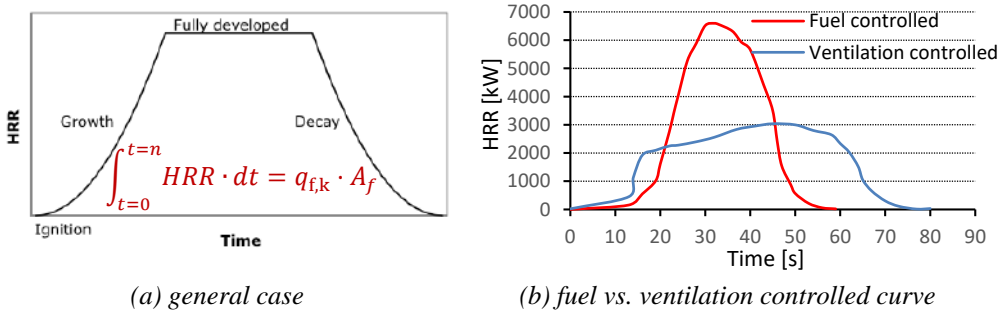 Fully developed
Growth
Decay
HRR
∫_{t=0}^{t=n} HRR · dt = q_{f,k} · A_f
Ignition
Time
(a) general case
7000
6000
5000
4000
3000
2000
1000
0
HRR [kW]
Fuel controlled
Ventilation controlled
0 10 20 30 40 50 60 70 80 90
Time [s]
(b) fuel vs. ventilation controlled curve